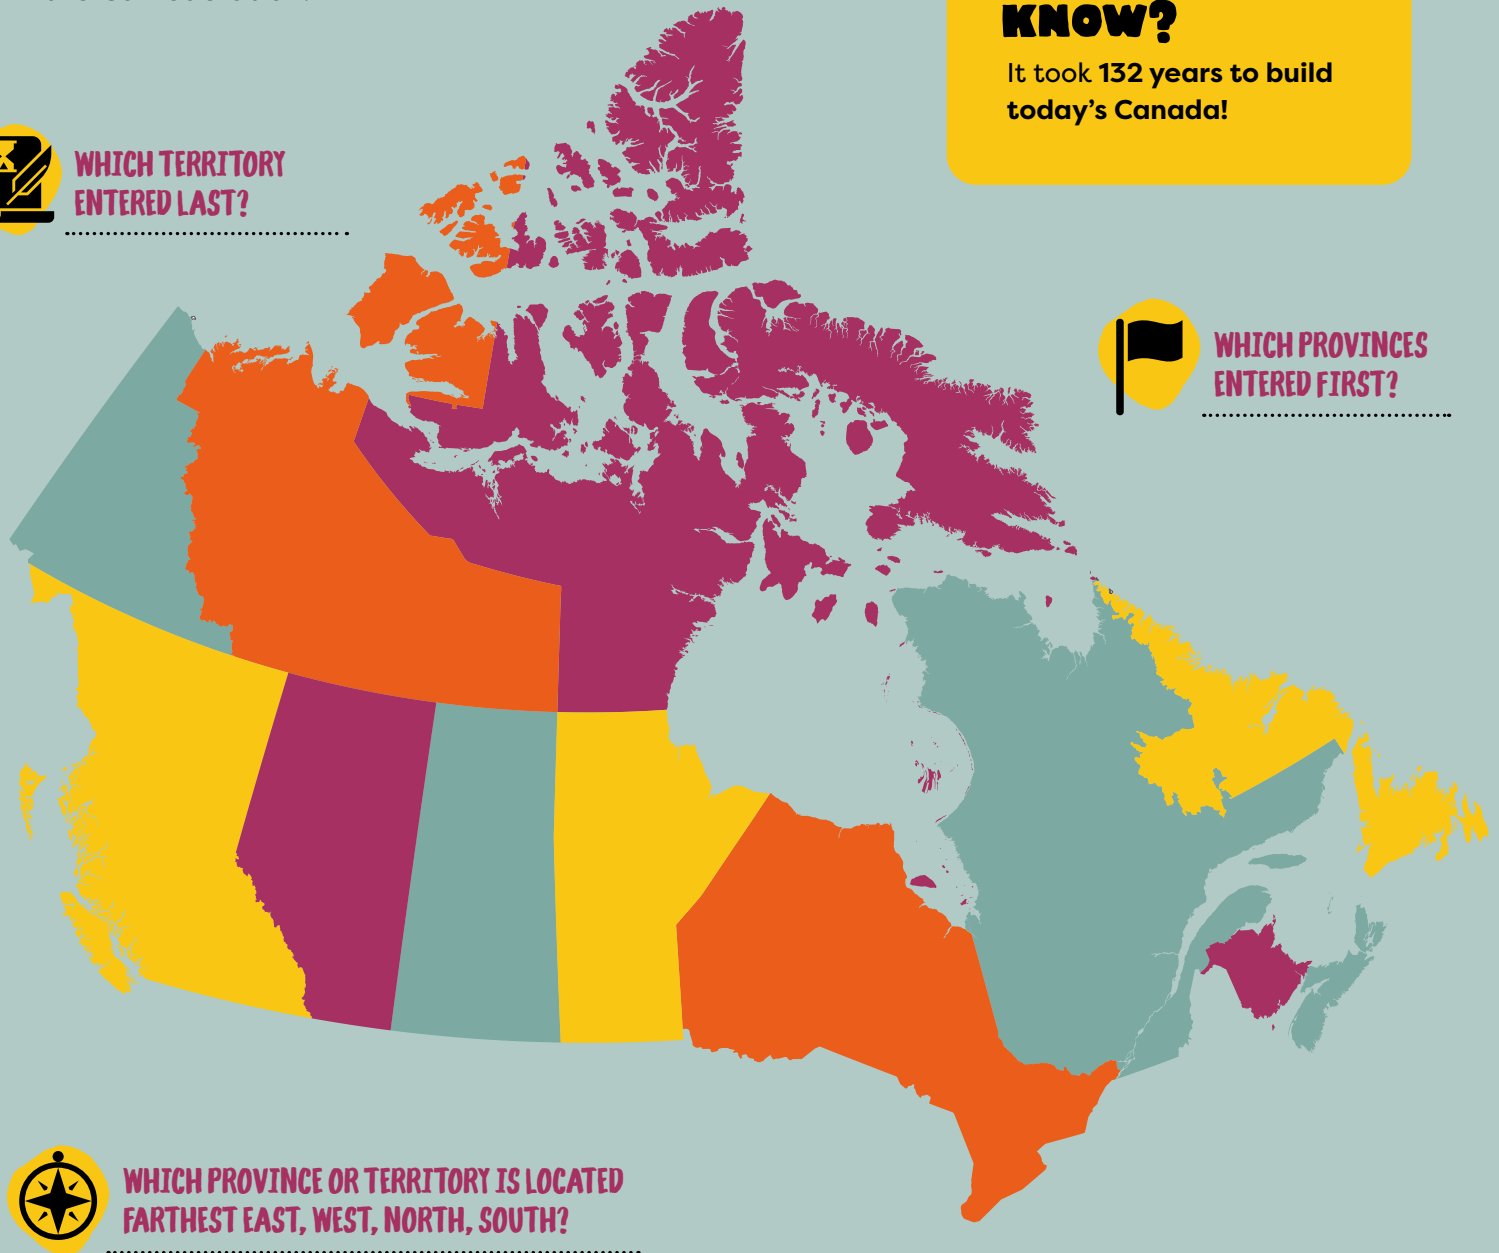 KNOW?
It took 132 years to build
today's Canada!
WHICH TERRITORY
ENTERED LAST?
WHICH PROVINCES
ENTERED FIRST?
WHICH PROVINCE OR TERRITORY IS LOCATED
FARTHEST EAST, WEST, NORTH, SOUTH?